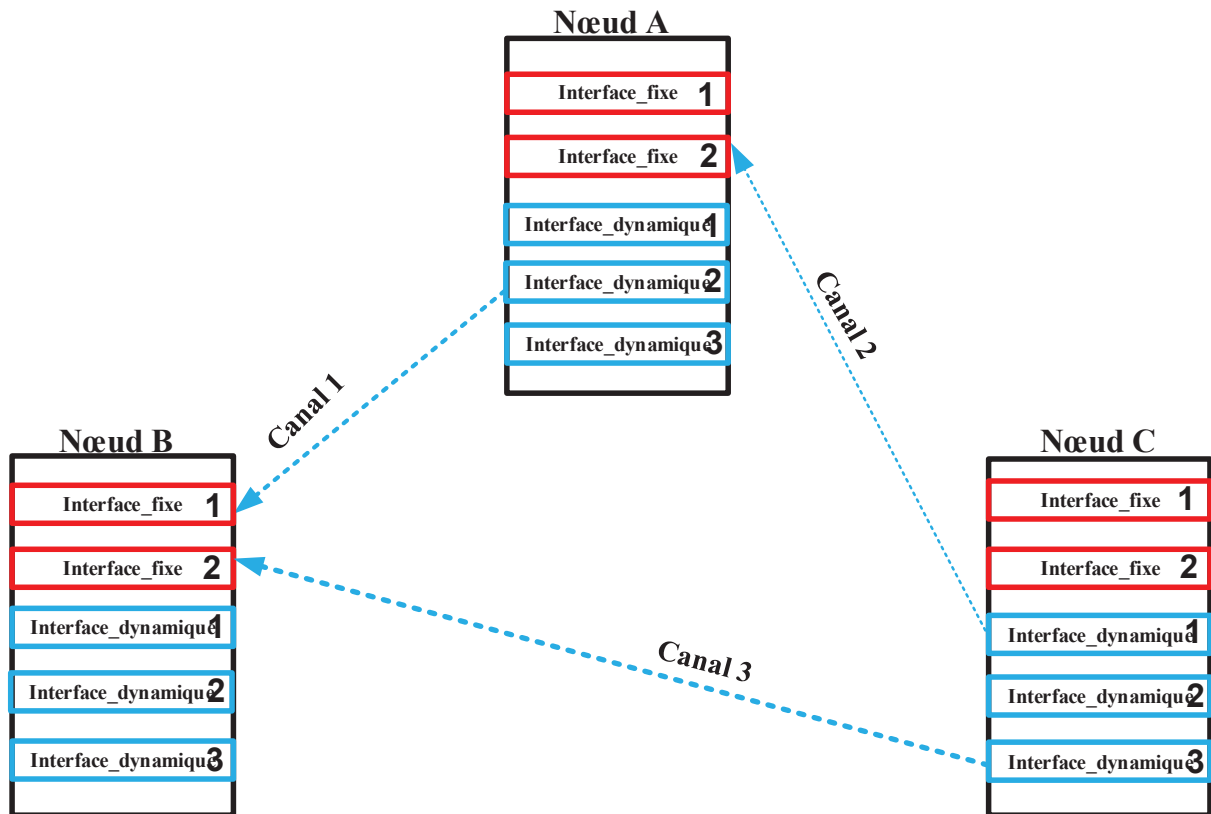 Nœud A
Interface_fixe 1
Interface_fixe 2
Interface_dynamique 1
Interface_dynamique 2
Interface_dynamique 3
Canal 1
Canal 2
Nœud B
Interface_fixe 1
Interface_fixe 2
Interface_dynamique 1
Interface_dynamique 2
Interface_dynamique 3
Canal 3
Nœud C
Interface_fixe 1
Interface_fixe 2
Interface_dynamique 1
Interface_dynamique 2
Interface_dynamique 3